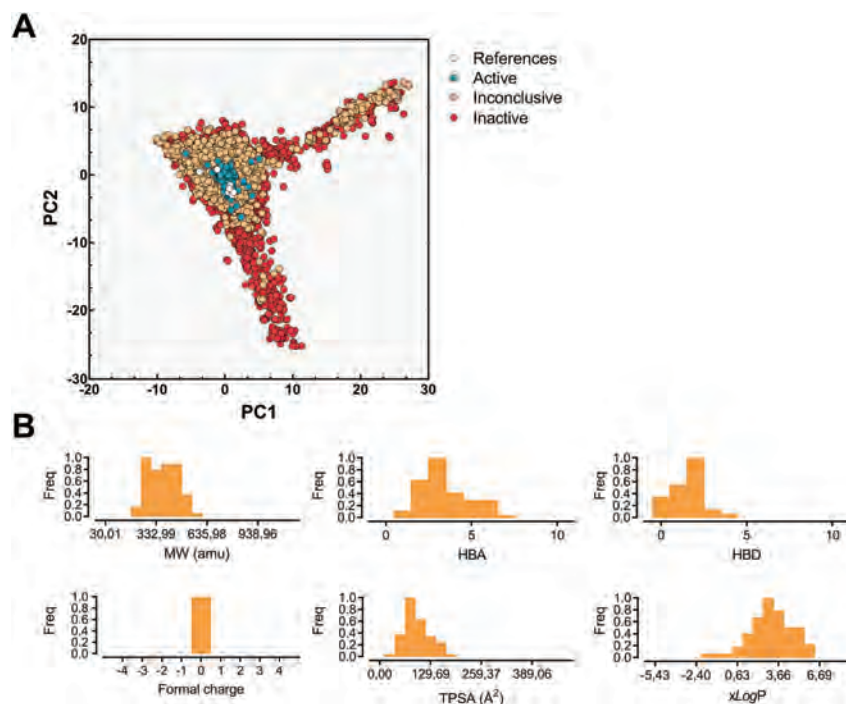 A
20
10
0
-10
-20
-30
PC2
-20 -10 0 10 20 30
PC1
References
Active
Inconclusive
Inactive
B
Freq
1.0
0.8
0.6
0.4
0.2
0.0
30,01 332,99 635,98 938,96
MW (amu)
Freq
1.0
0.8
0.6
0.4
0.2
0.0
0 5 10
HBA
Freq
1.0
0.8
0.6
0.4
0.2
0.0
0 5 10
HBD
Freq
1.0
0.8
0.6
0.4
0.2
0.0
-4 -3 -2 -1 0 1 2 3 4
Formal charge
Freq
1.0
0.8
0.6
0.4
0.2
0.0
0,00 129,69 259,37 389,06
TPSA (Å²)
Freq
1.0
0.8
0.6
0.4
0.2
0.0
-5,43 -2,40 0,63 3,66 6,69
xLogP